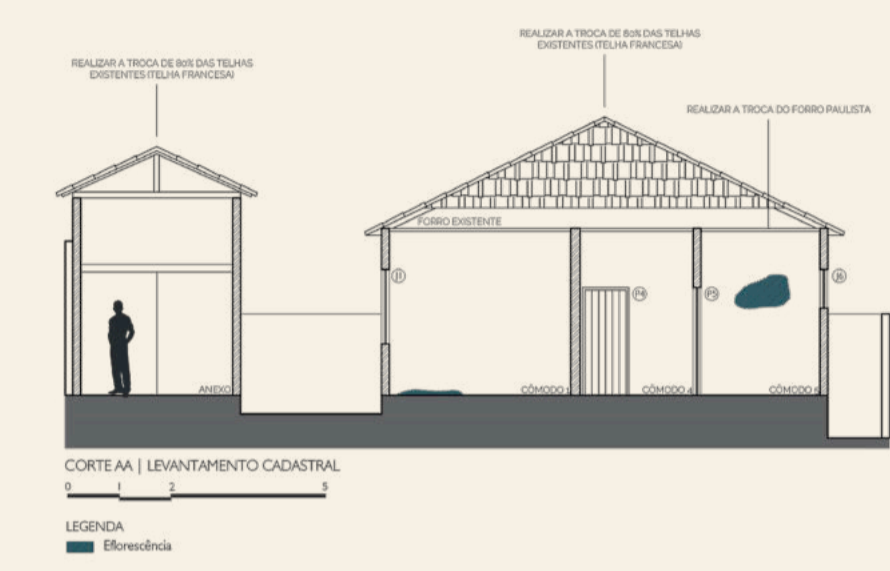 REALIZAR A TROCA DE 80% DAS TELHAS
EXISTENTES (TELHA FRANCESA)
REALIZAR A TROCA DE 60% DAS TELHAS
EXISTENTES (TELHA FRANCESA)
REALIZAR A TROCA DO FORRO PAULISTA
FORRO EXISTENTE
J1
P4
P5
J6
ANEXO
CÔMODO 1
CÔMODO 4
CÔMODO 5
CORTE AA | LEVANTAMENTO CADASTRAL
0 1 2 5
LEGENDA
Eflorescência